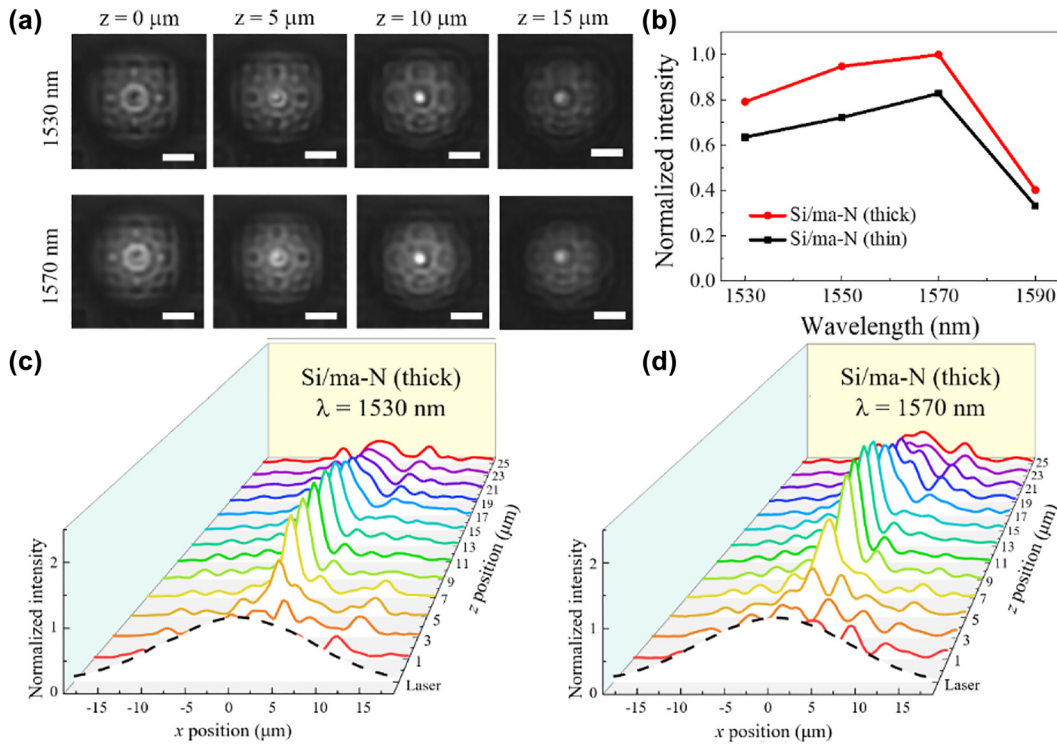 (a)
z = 0 μm z = 5 μm z = 10 μm z = 15 μm
1530 nm
1570 nm
(b)
Normalized intensity
1.0
0.8
0.6
0.4
0.2
0.0
Si/ma-N (thick)
Si/ma-N (thin)
1530 1550 1570 1590
Wavelength (nm)
(c)
Si/ma-N (thick)
λ = 1530 nm
Normalized intensity
2
1
0
-15 -10 -5 0 5 10 15
x position (μm)
Laser
1
3
5
7
9
11
13
15
17
19
21
23
25
z position (μm)
(d)
Si/ma-N (thick)
λ = 1570 nm
Normalized intensity
2
1
0
-15 -10 -5 0 5 10 15
x position (μm)
Laser
1
3
5
7
9
11
13
15
17
19
21
23
25
z position (μm)